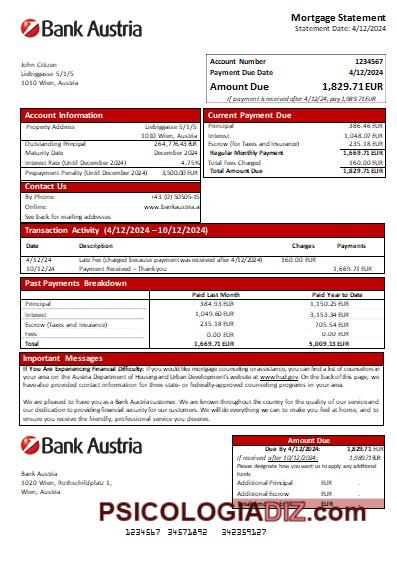 Bank Austria
Mortgage Statement
Statement Date: 4/12/2024
John Citizen
Liebiggasse 5/1/5
1010 Wien, Austria
Account Number 1234567
Payment Due Date 4/12/2024
Amount Due 1,829.71 EUR
If payment is received after 4/12/24, pay 1,989.71 EUR
Account Information
Property Address Liebiggasse 5/1/5
1010 Wien, Austria
Outstanding Principal 264,776.43 EUR
Maturity Date December 2024
Interest Rate (Until December 2024) 4.75%
Prepayment Penalty (Until December 2024) 3,500.00 EUR
Contact Us
By Phone: +43 (0) 50505-15
Online: www.bankaustria.a
See back for mailing addresses
Current Payment Due
Principal 386.46 EUR
Interest 1,048.07 EUR
Escrow (for Taxes and Insurance) 235.18 EUR
Regular Monthly Payment 1,669.71 EUR
Total Fees Charged 160.00 EUR
Total Amount Due 1,829.71 EUR
Transaction Activity (4/12/2024 – 10/12/2024)
Date Description Charges Payments
4/12/24 Late Fee (charged because payment was received after 4/12/2024) 160.00 EUR
10/12/24 Payment Received – Thank you 1,669.71 EUR
Past Payments Breakdown
Paid Last Month Paid Year to Date
Principal 384.93 EUR 1,150.25 EUR
Interest 1,049.60 EUR 3,153.34 EUR
Escrow (Taxes and Insurance) 235.18 EUR 705.54 EUR
Fees 0.00 EUR 0.00 EUR
Total 1,669.71 EUR 5,009.13 EUR
Important Messages
If You Are Experiencing Financial Difficulty: If you would like mortgage counseling or assistance, you can find a list of counselors in
your area on the Austria Department of Housing and Urban Development's website at www.hud.gov. On the back of this page, we
have also provided contact information for three state- or federally-approved counseling programs in your area.
We are pleased to have you as a Bank Austria customer. We are known throughout the country for the quality of our service and
our dedication to providing financial security for our customers. We will do everything we can to make you feel at home, and to
ensure you receive the friendly, professional service you deserve.
Bank Austria
Bank Austria
1020 Wien, Rothschildplatz 1,
Wien, Austria
Amount Due
Due By 4/12/2024: 1,829.71 EUR
If received after 10/12/2024: 1,989.71 EUR
Please designate how you want us to apply any additional
funds.
Additional Principal EUR .
Additional Escrow EUR .
PSICOLOGIADIZ.com
1234567 34571892 342359127